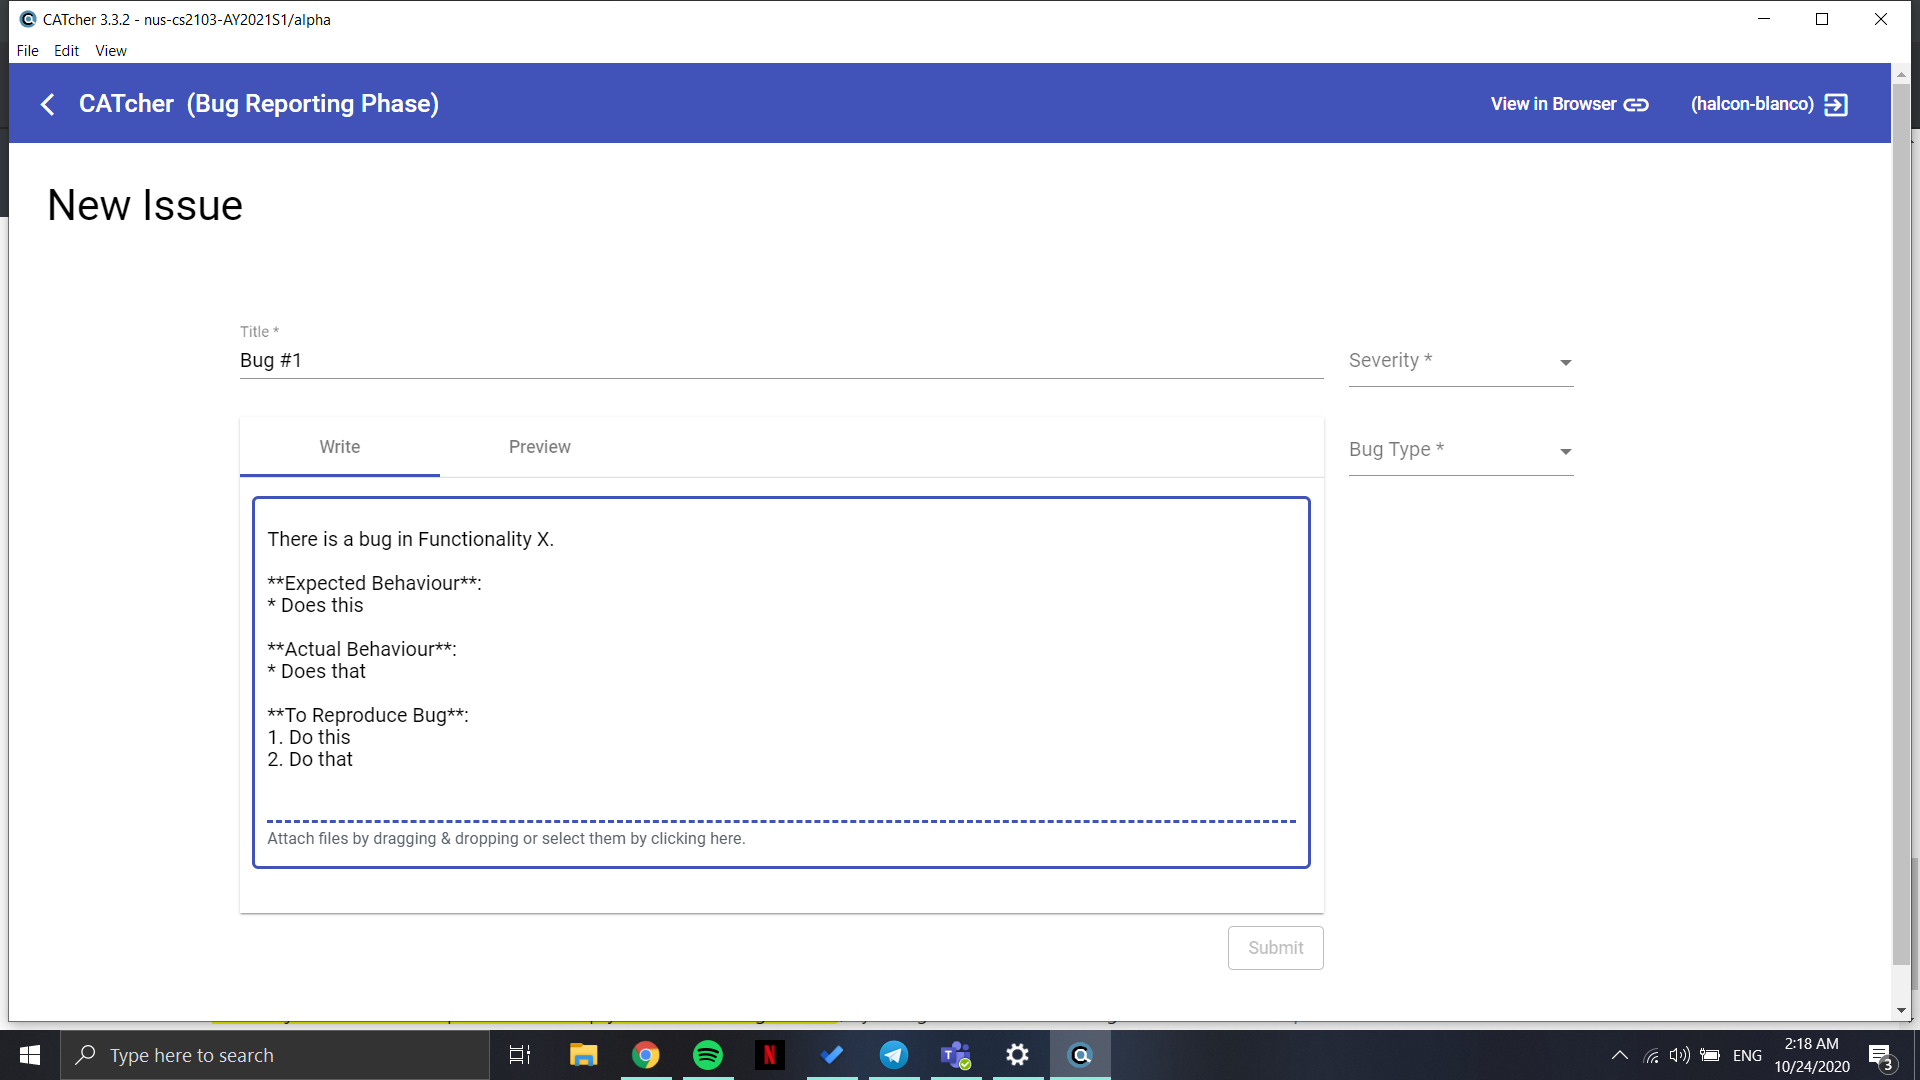 CATcher 3.3.2 - nus-cs2103-AY2021S1/alpha
File Edit View
CATcher (Bug Reporting Phase)
View in Browser
(halcon-blanco)
New Issue
Title *
Bug #1
Severity *
Write
Preview
Bug Type *
There is a bug in Functionality X.
**Expected Behaviour**:
* Does this
**Actual Behaviour**:
* Does that
**To Reproduce Bug**:
1. Do this
2. Do that
Attach files by dragging & dropping or select them by clicking here.
Submit
Type here to search
N
T
ENG
2:18 AM
10/24/2020
3